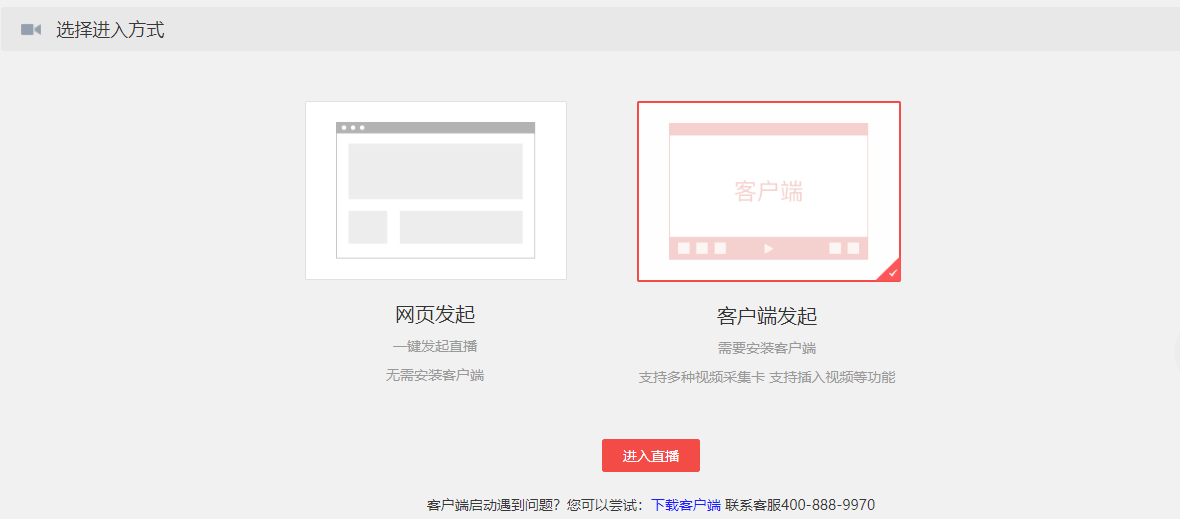 选择进入方式
客户端
网页发起
一键发起直播
无需安装客户端
客户端发起
需要安装客户端
支持多种视频采集卡 支持插入视频等功能
进入直播
客户端启动遇到问题？您可以尝试：下载客户端 联系客服400-888-9970